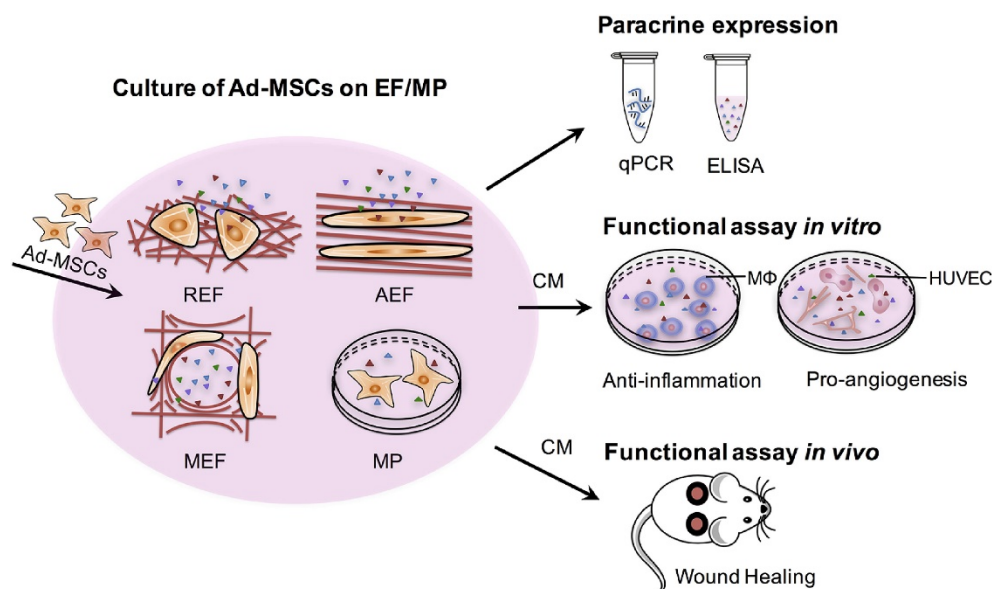 Paracrine expression
Culture of Ad-MSCs on EF/MP
qPCR
ELISA
Ad-MSCs
REF
AEF
MEF
MP
Functional assay in vitro
CM
MΦ
HUVEC
Anti-inflammation
Pro-angiogenesis
CM
Functional assay in vivo
Wound Healing